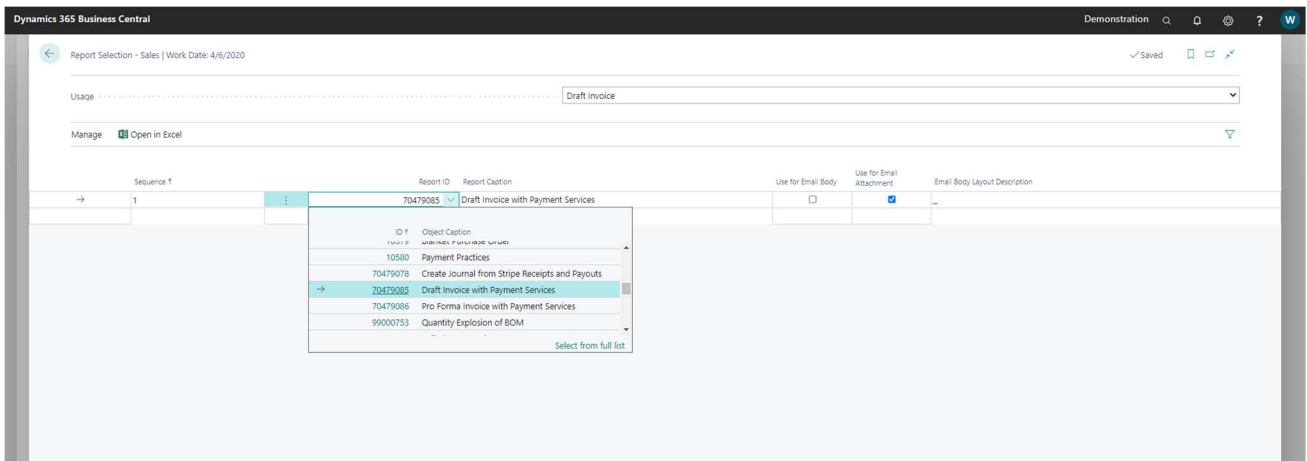 Dynamics 365 Business Central Demonstration ? W
Report Selection - Sales | Work Date: 4/6/2020 ✓ Saved
Usage Draft Invoice
Manage Open in Excel
Sequence ↑ Report ID Report Caption Use for Email Body Use for Email Attachment Email Body Layout Description
→ 1 70479085 Draft Invoice with Payment Services _
ID ↑ Object Caption
10579 Blanket Purchase Order
10580 Payment Practices
70479078 Create Journal from Stripe Receipts and Payouts
→ 70479085 Draft Invoice with Payment Services
70479086 Pro Forma Invoice with Payment Services
99000753 Quantity Explosion of BOM
Select from full list